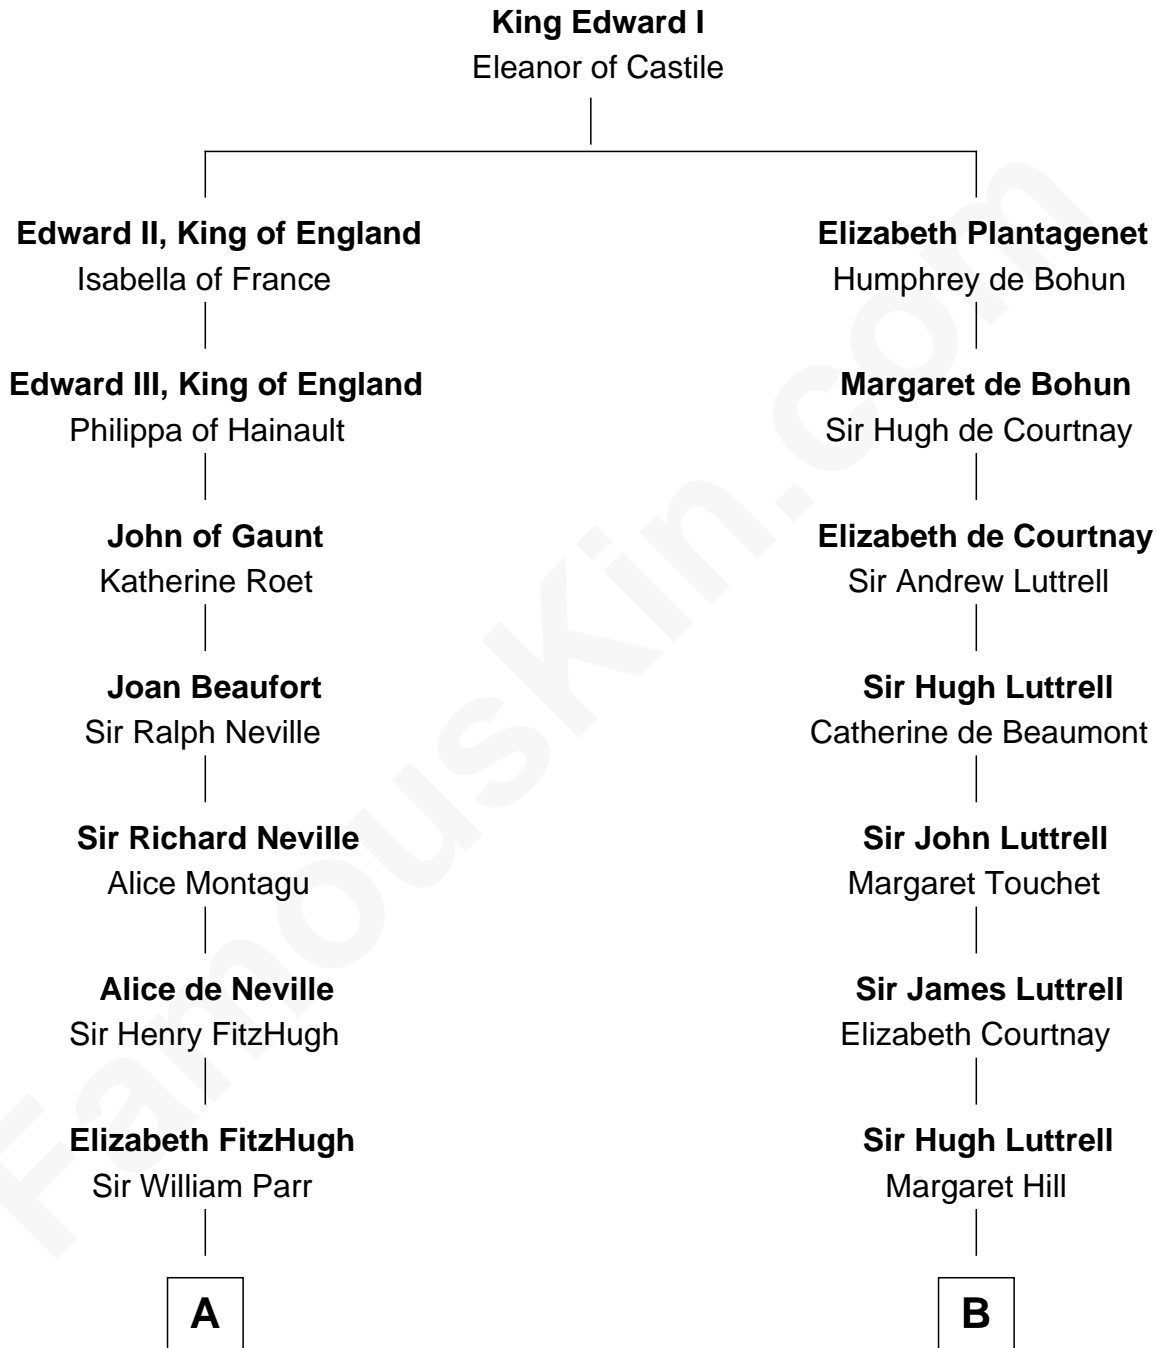 King Edward I
Eleanor of Castile
Edward II, King of England
Isabella of France
Edward III, King of England
Philippa of Hainault
John of Gaunt
Katherine Roet
Joan Beaufort
Sir Ralph Neville
Sir Richard Neville
Alice Montagu
Alice de Neville
Sir Henry FitzHugh
Elizabeth FitzHugh
Sir William Parr
A
Elizabeth Plantagenet
Humphrey de Bohun
Margaret de Bohun
Sir Hugh de Courtnay
Elizabeth de Courtnay
Sir Andrew Luttrell
Sir Hugh Luttrell
Catherine de Beaumont
Sir John Luttrell
Margaret Touchet
Sir James Luttrell
Elizabeth Courtnay
Sir Hugh Luttrell
Margaret Hill
B
FamousKin.com